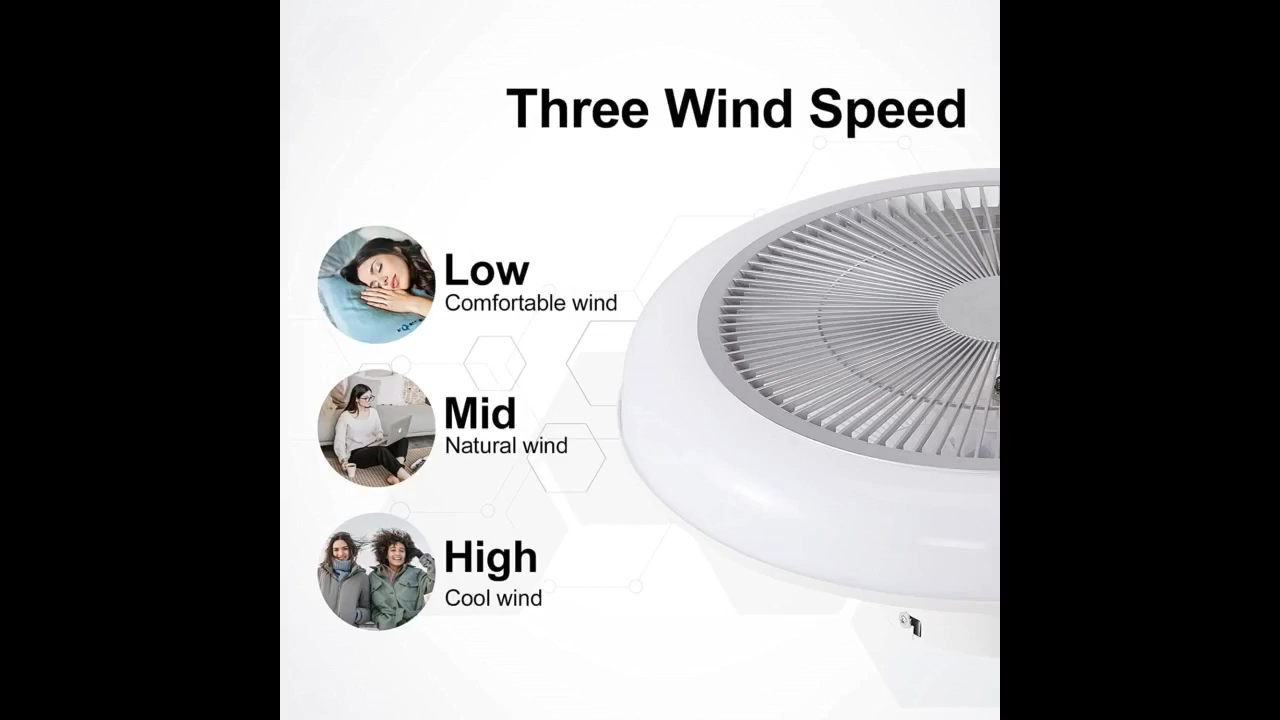 Three Wind Speed
Low
Comfortable wind
Mid
Natural wind
High
Cool wind